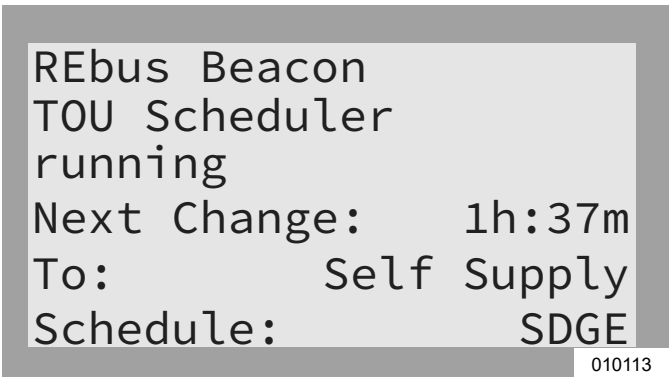 REbus Beacon
TOU Scheduler
running
Next Change: 1h:37m
To: Self Supply
Schedule: SDGE
010113